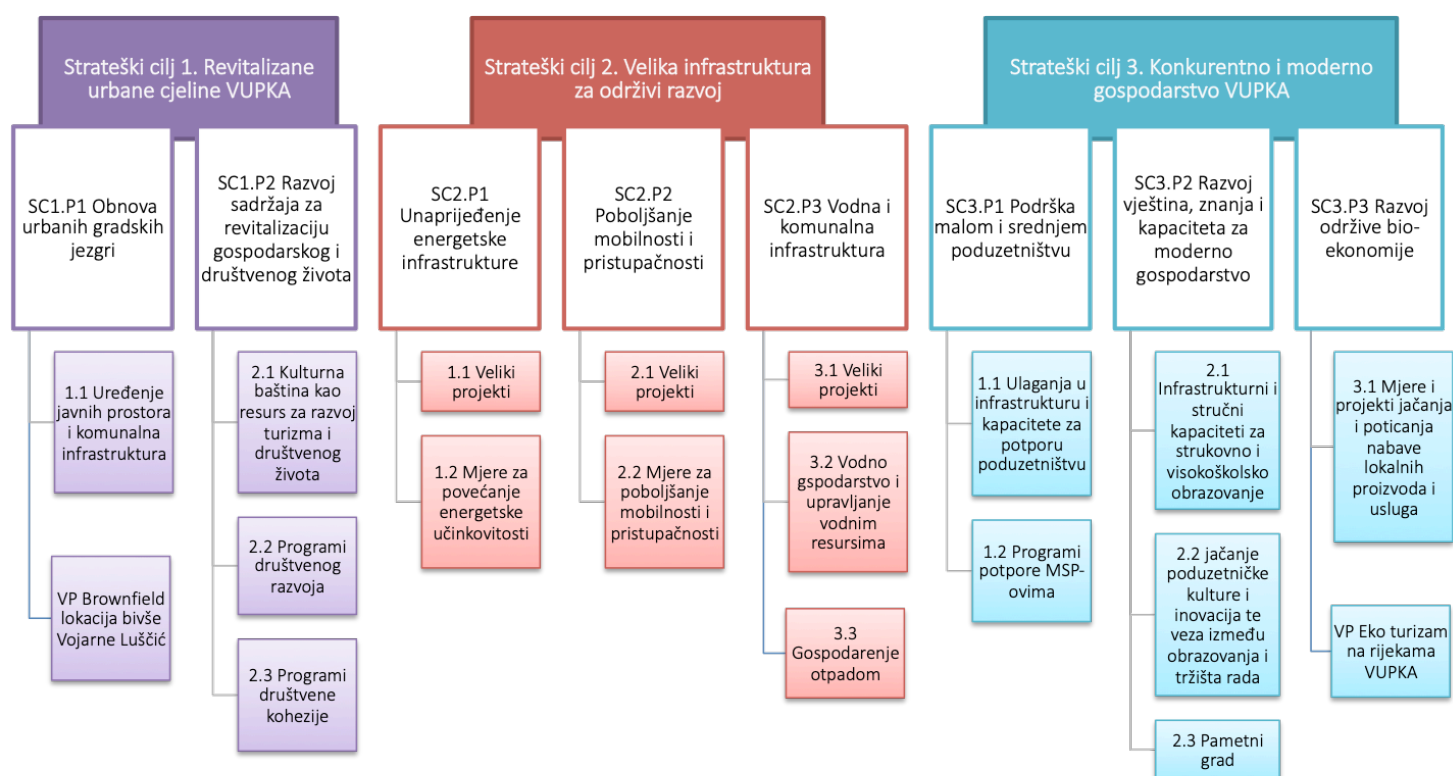 Strateški cilj 1. Revitalizane
urbane cjeline VUPKA
SC1.P1 Obnova
urbanih gradskih
jezgri
1.1 Uređenje
javnih prostora
i komunalna
infrastruktura
VP Brownfield
lokacija bivše
Vojarne Luščić
SC1.P2 Razvoj
sadržaja za
revitalizaciju
gospodarskog i
društvenog života
2.1 Kulturna
baština kao
resurs za razvoj
turizma i
društvenog
života
2.2 Programi
društvenog
razvoja
2.3 Programi
društvene
kohezije
Strateški cilj 2. Velika infrastruktura
za održivi razvoj
SC2.P1
Unaprijeđenje
energetske
infrastrukture
1.1 Veliki
projekti
1.2 Mjere za
povećanje
energetske
učinkovitosti
SC2.P2
Poboljšanje
mobilnosti i
pristupačnosti
2.1 Veliki
projekti
2.2 Mjere za
poboljšanje
mobilnosti i
pristupačnosti
SC2.P3 Vodna i
komunalna
infrastruktura
3.1 Veliki
projekti
3.2 Vodno
gspodarstvo i
upravljanje
vodnim
resursima
3.3
Gospodarenje
otpadom
Strateški cilj 3. Konkurentno i moderno
gospodarstvo VUPKA
SC3.P1 Podrška
malom i srednjem
poduzetništvu
1.1 Ulaganja u
infrastrukturu i
kapacitete za
potporu
poduzetništvu
1.2 Programi
potpore MSP-
ovima
SC3.P2 Razvoj
vještina, znanja i
kapaciteta za
moderno
gospodarstvo
2.1
Infrastrukturni i
stručni
kapaciteti za
strukovno i
visokoškolsko
obrazovanje
2.2 jačanje
poduzetničke
kulture i
inovacija te
veza između
obrazovanja i
tržišta rada
2.3 Pametni
grad
SC3.P3 Razvoj
održive bio-
ekonomije
3.1 Mjere i
projekti jačanja
i poticanja
nabave
lokalnih
proizvoda i
usluga
VP Eko turizam
na rijekama
VUPKA